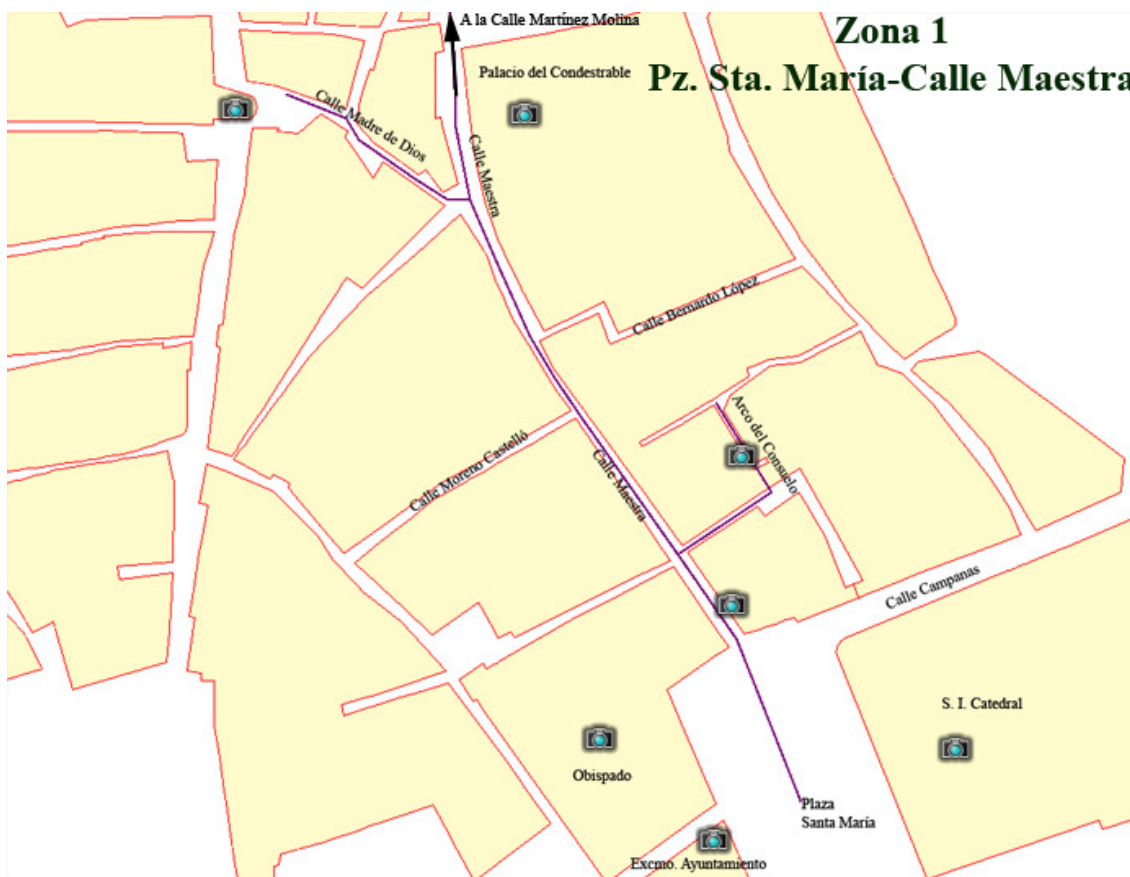 A la Calle Martínez Molina
Zona 1
Pz. Sta. María-Calle Maestra
Palacio del Condestrable
Calle Madre de Dios
Calle Maestra
Calle Bernardo López
Arco del Consuelo
Calle Moreno Castelló
Calle Maestra
Calle Campanas
S. I. Catedral
Obispado
Plaza
Santa María
Excmo. Ayuntamiento